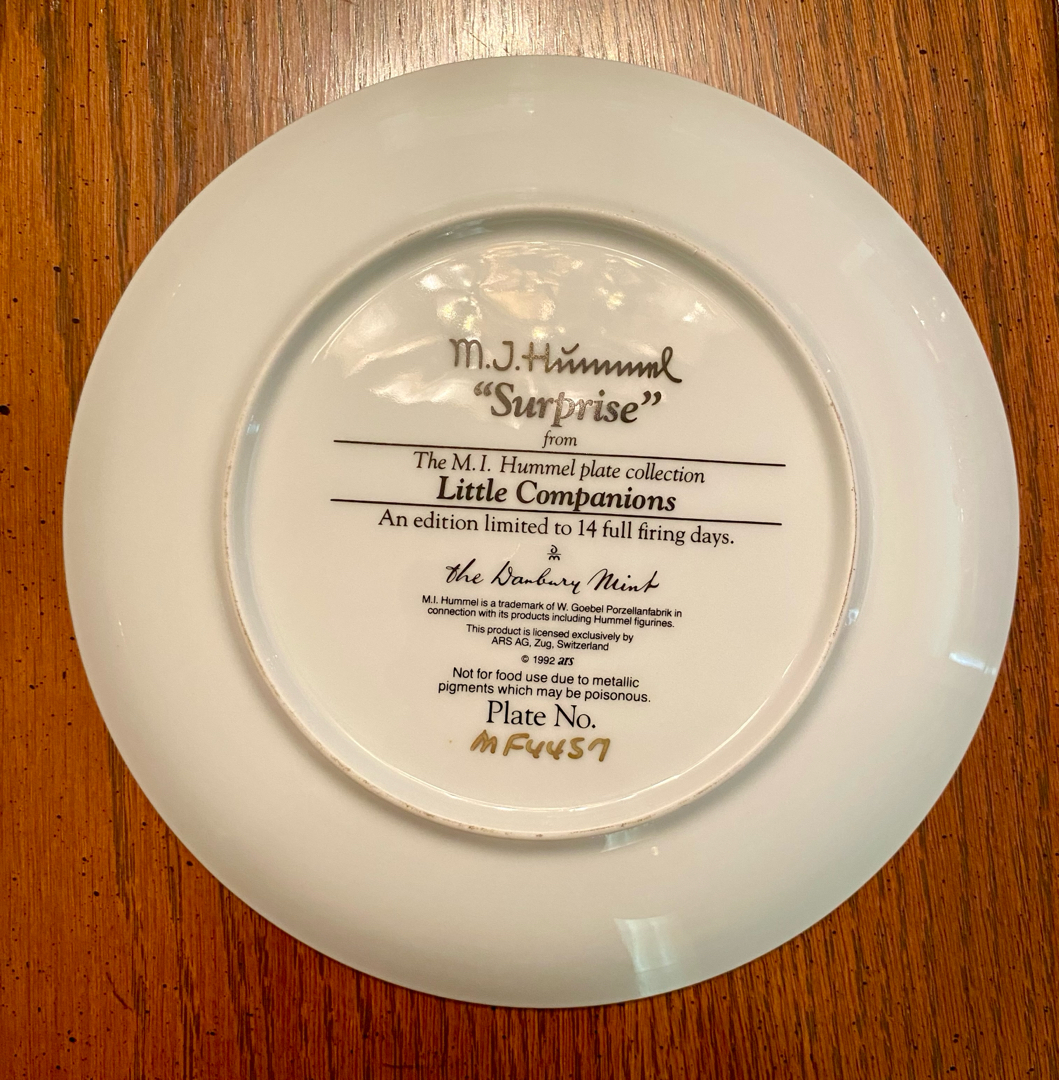 M.J.Hummel
“Surprise”
from
The M.I. Hummel plate collection
Little Companions
An edition limited to 14 full firing days.
DM
the Danbury Mint
M.I. Hummel is a trademark of W. Goebel Porzellanfabrik in
connection with its products including Hummel figurines.
This product is licensed exclusively by
ARS AG, Zug, Switzerland
© 1992 ars
Not for food use due to metallic
pigments which may be poisonous.
Plate No.
MF4457